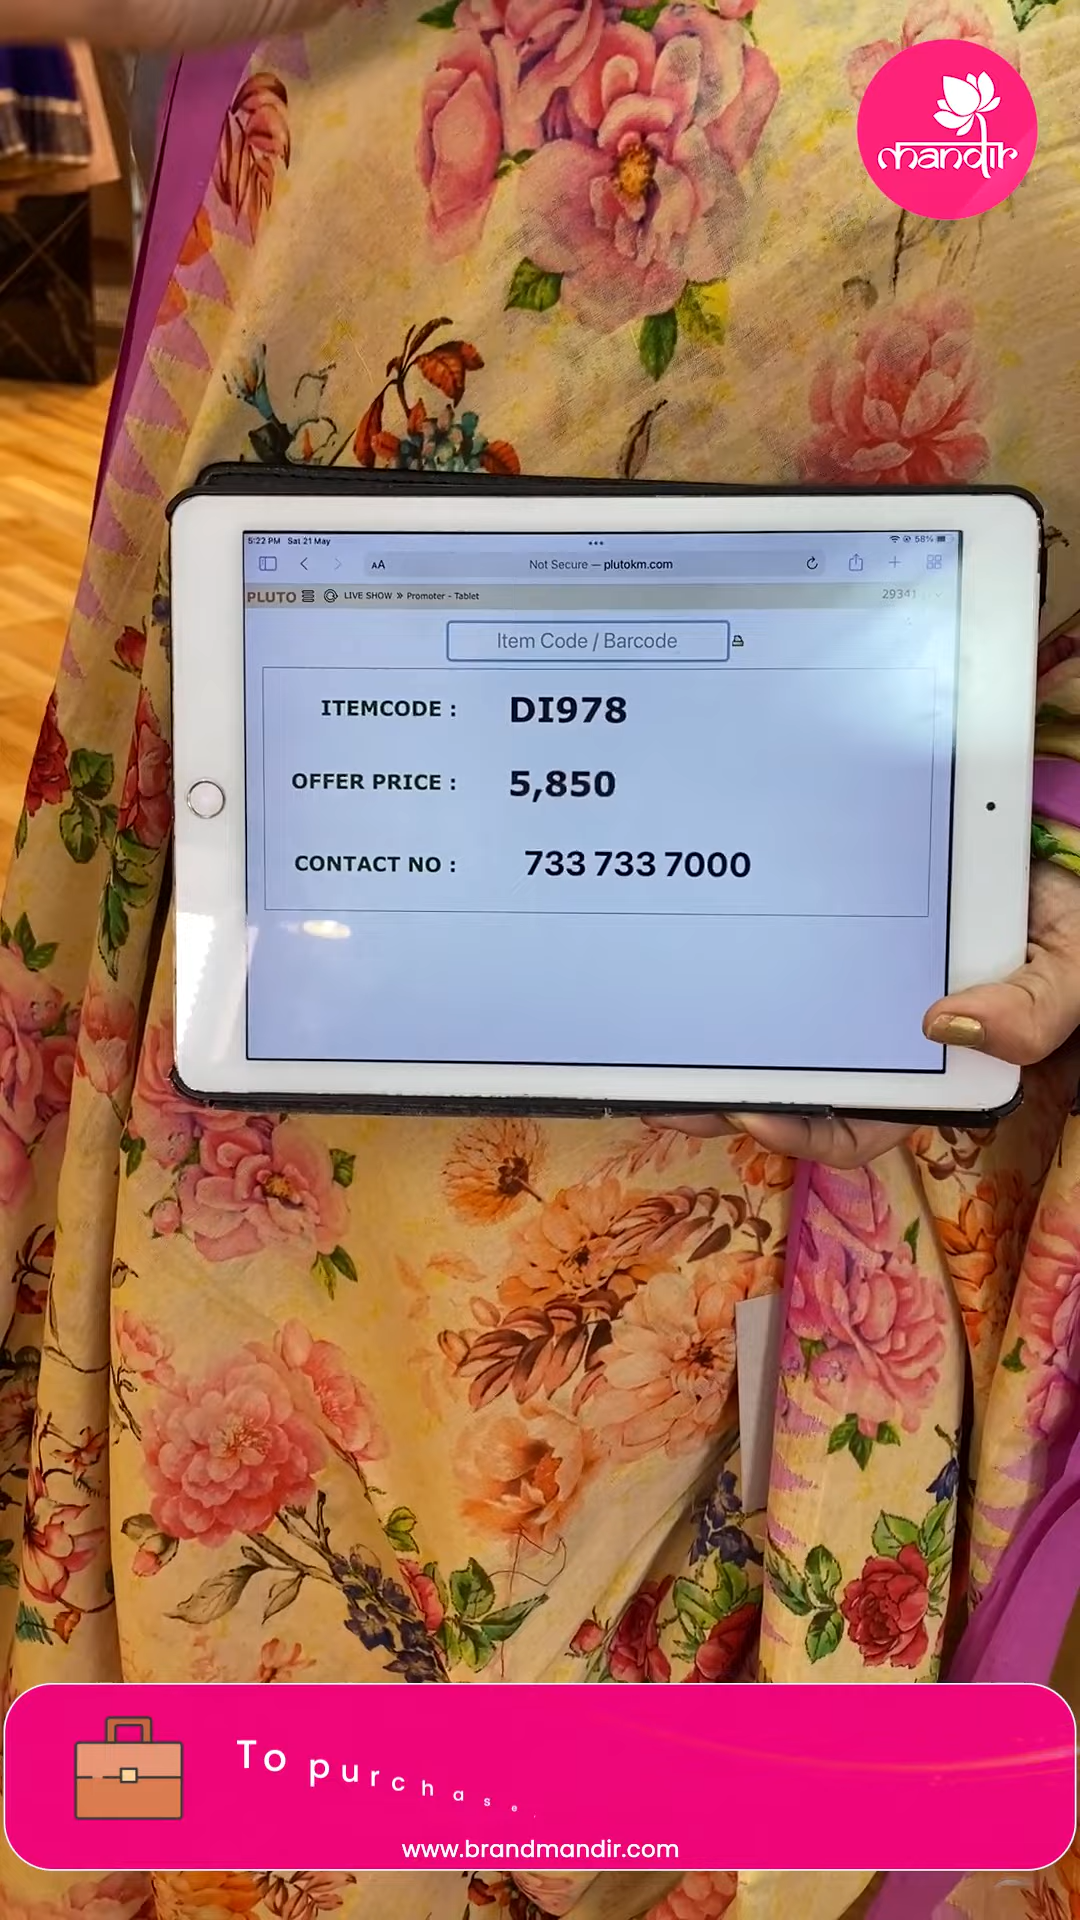 mandir
5:22 PM Sat 21 May
58%
AA
Not Secure — plutokm.com
PLUTO
LIVE SHOW » Promoter - Tablet
29341
Item Code / Barcode
ITEMCODE : DI978
OFFER PRICE : 5,850
CONTACT NO : 733 733 7000
To purchase,
www.brandmandir.com